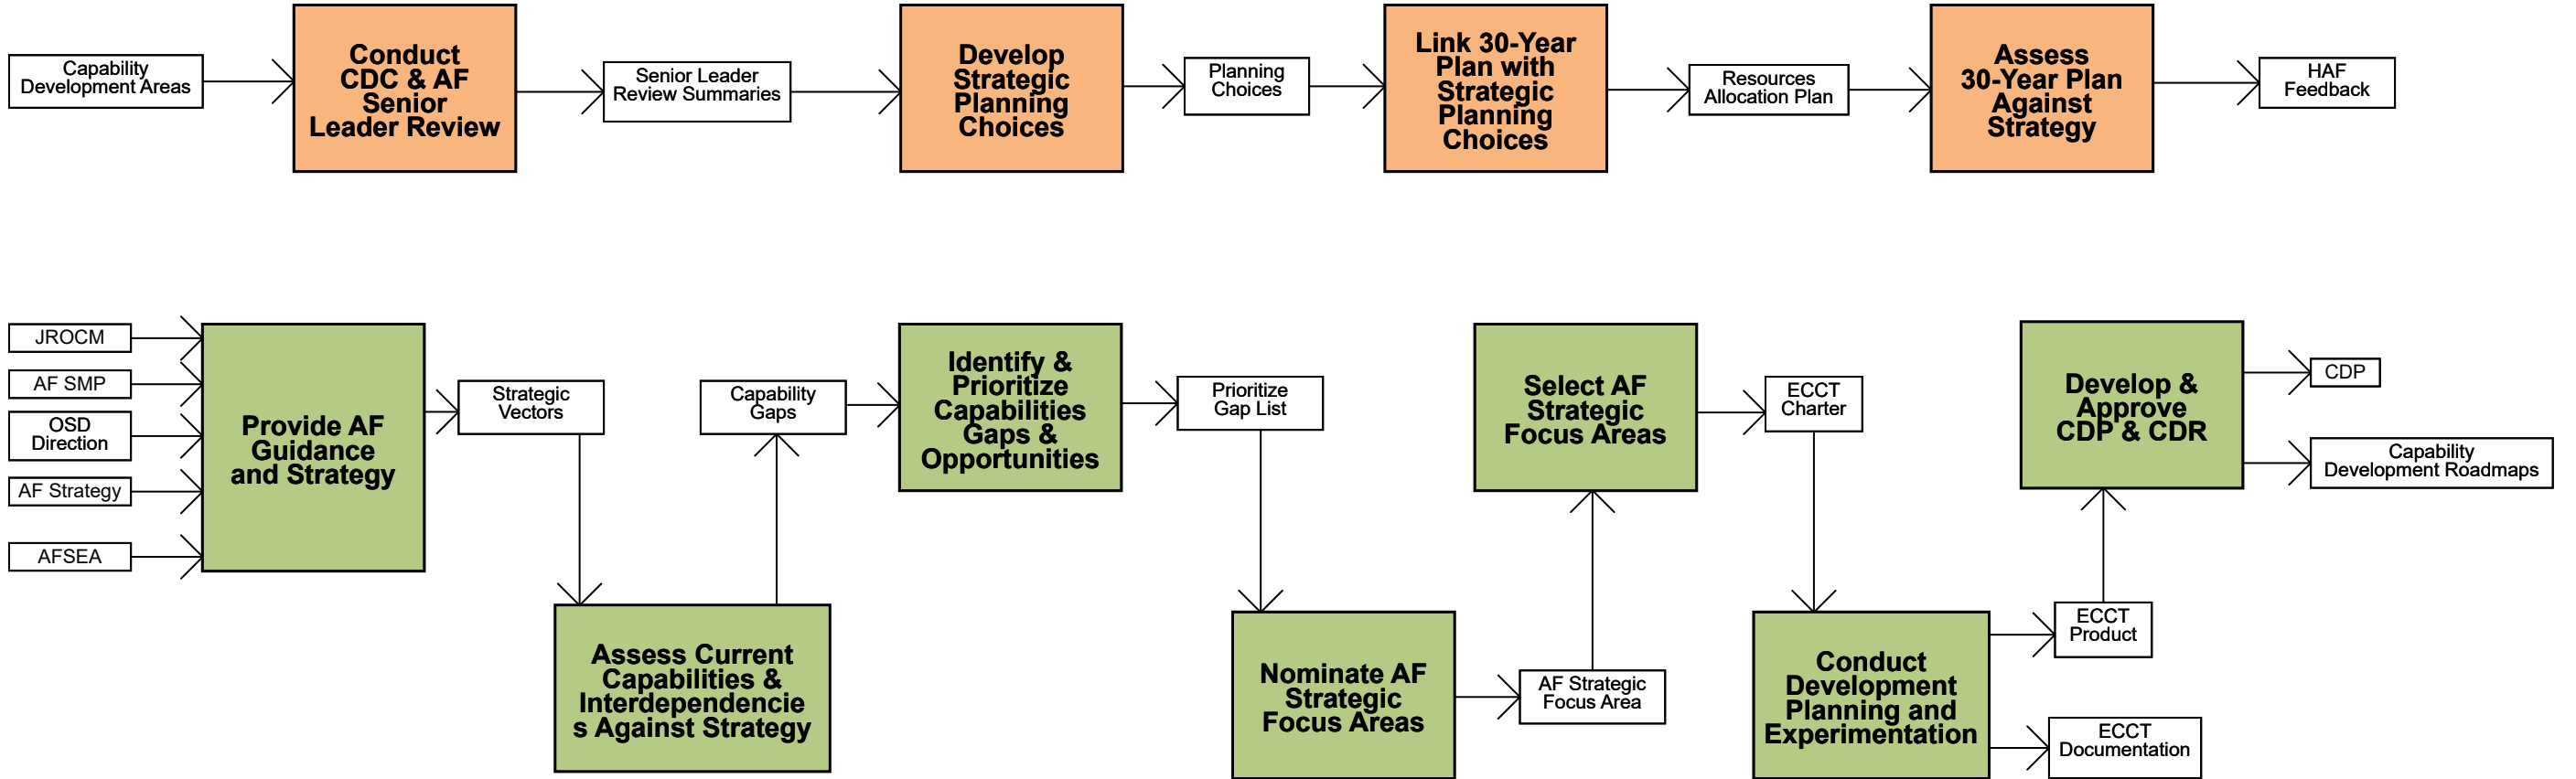 Capability
Development Areas
Conduct
CDC & AF
Senior
Leader Review
Senior Leader
Review Summaries
Develop
Strategic
Planning
Choices
Planning
Choices
Link 30-Year
Plan with
Strategic
Planning
Choices
Resources
Allocation Plan
Assess
30-Year Plan
Against
Strategy
HAF
Feedback
JROCM
AF SMP
OSD
Direction
AF Strategy
AFSEA
Provide AF
Guidance
and Strategy
Strategic
Vectors
Assess Current
Capabilities &
Interdependencie
s Against Strategy
Capability
Gaps
Identify &
Prioritize
Capabilities
Gaps &
Opportunities
Prioritize
Gap List
Nominate AF
Strategic
Focus Areas
AF Strategic
Focus Area
Select AF
Strategic
Focus Areas
ECCT
Charter
Conduct
Development
Planning and
Experimentation
ECCT
Product
ECCT
Documentation
Develop &
Approve
CDP & CDR
CDP
Capability
Development Roadmaps